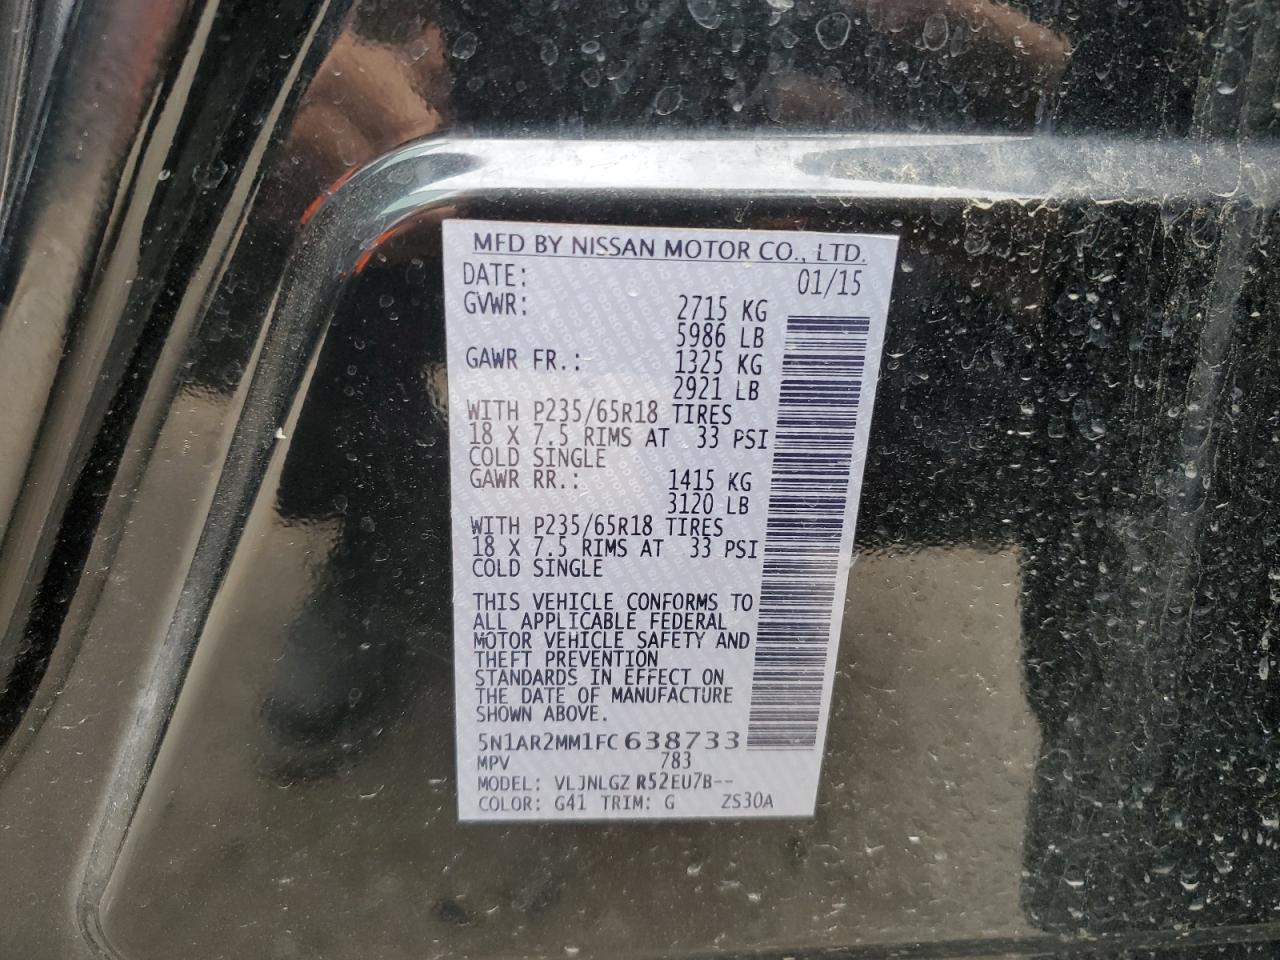 MFD BY NISSAN MOTOR CO., LTD.
DATE: 01/15
GVWR: 2715 KG
5986 LB
GAWR FR.: 1325 KG
2921 LB
WITH P235/65R18 TIRES
18 X 7.5 RIMS AT 33 PSI
COLD SINGLE
GAWR RR.: 1415 KG
3120 LB
WITH P235/65R18 TIRES
18 X 7.5 RIMS AT 33 PSI
COLD SINGLE
THIS VEHICLE CONFORMS TO
ALL APPLICABLE FEDERAL
MOTOR VEHICLE SAFETY AND
THEFT PREVENTION
STANDARDS IN EFFECT ON
THE DATE OF MANUFACTURE
SHOWN ABOVE.
5N1AR2MM1FC638733
MPV 783
MODEL: VLJNLGZ R52EU7B--
COLOR: G41 TRIM: G ZS30A